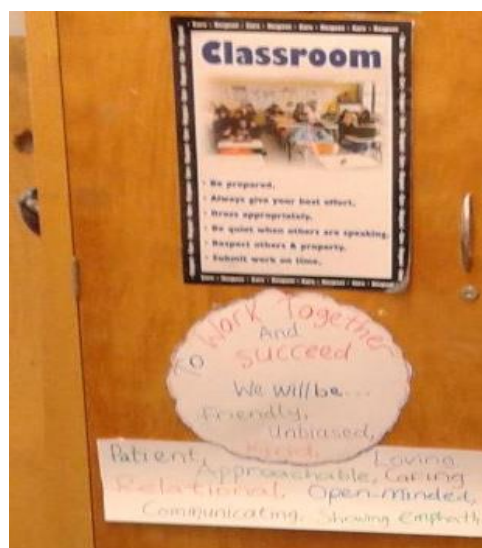 Classroom
• Be prepared.
• Always give your best effort.
• Dress appropriately.
• Be quiet when others are speaking.
• Respect others & property.
• Submit work on time.
To Work Together
And
Succeed
We will be...
Friendly,
Unbiased,
Kind,
Patient, Loving
Approachable, Caring
Relational, Open-minded,
Communicating, Showing empathy